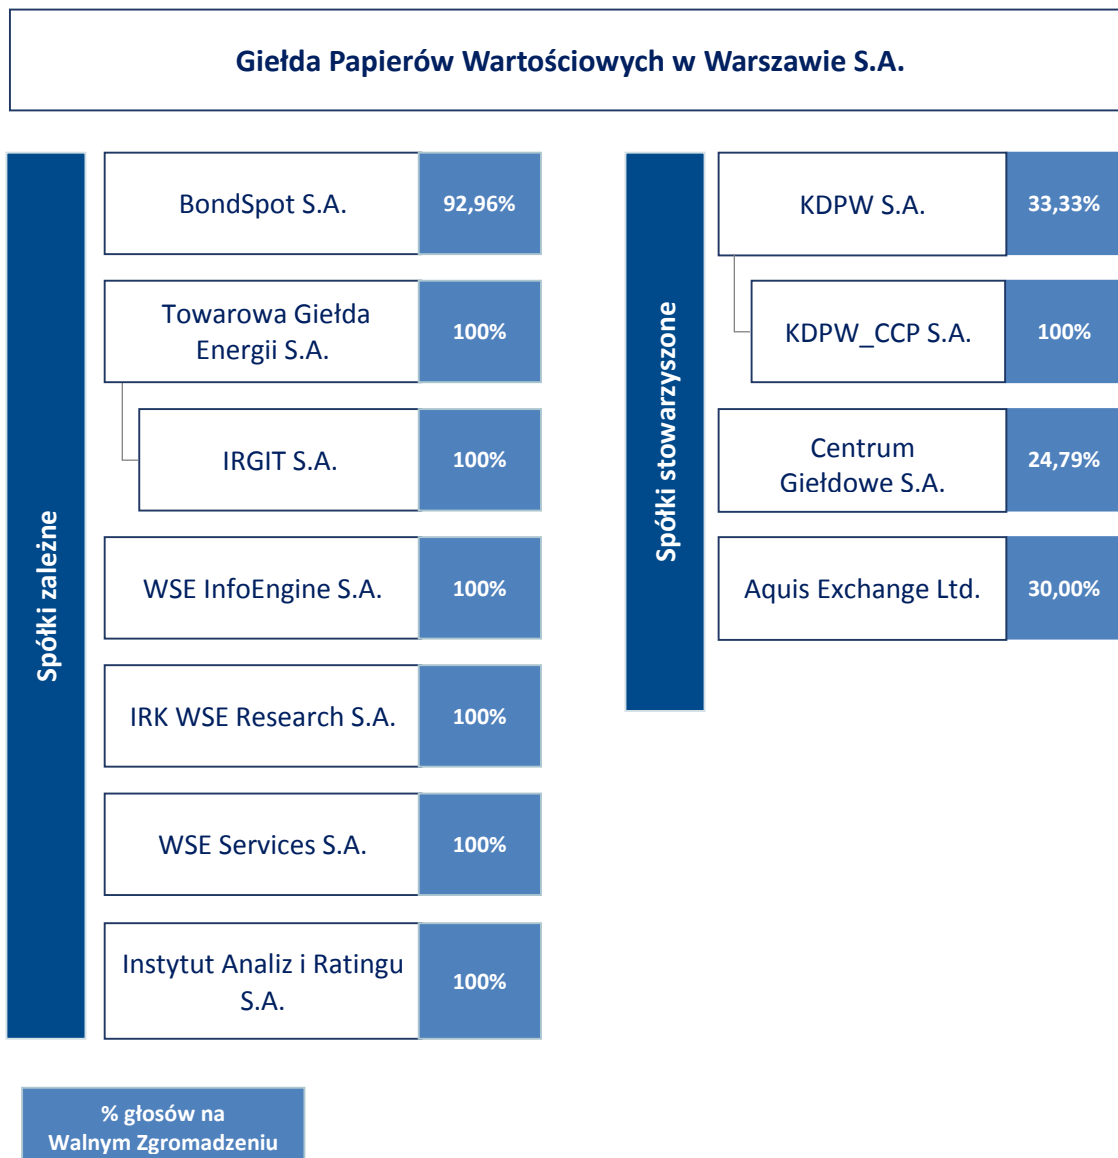 Giełda Papierów Wartościowych w Warszawie S.A.
Spółki zależne
BondSpot S.A.
92,96%
Towarowa Giełda
Energii S.A.
100%
IRGIT S.A.
100%
WSE InfoEngine S.A.
100%
IRK WSE Research S.A.
100%
WSE Services S.A.
100%
Instytut Analiz i Ratingu
S.A.
100%
Spółki stowarzyszone
KDPW S.A.
33,33%
KDPW_CCP S.A.
100%
Centrum
Giełdowe S.A.
24,79%
Aquis Exchange Ltd.
30,00%
% głosów na
Walnym Zgromadzeniu